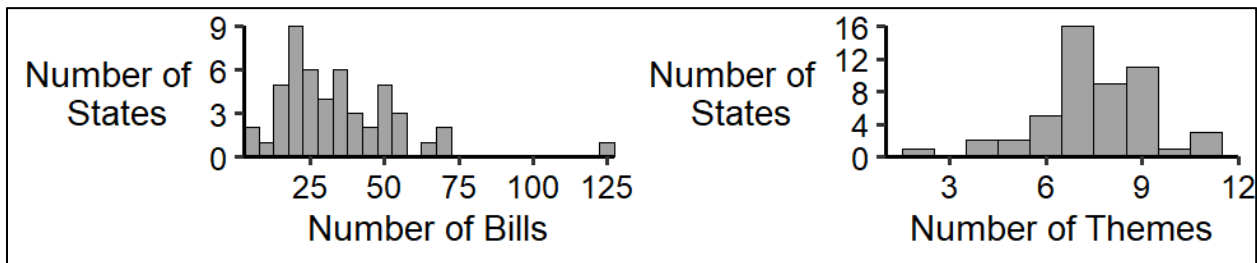 Number of
States
9
6
3
0
25 50 75 100 125
Number of Bills
Number of
States
16
12
8
4
0
3 6 9 12
Number of Themes